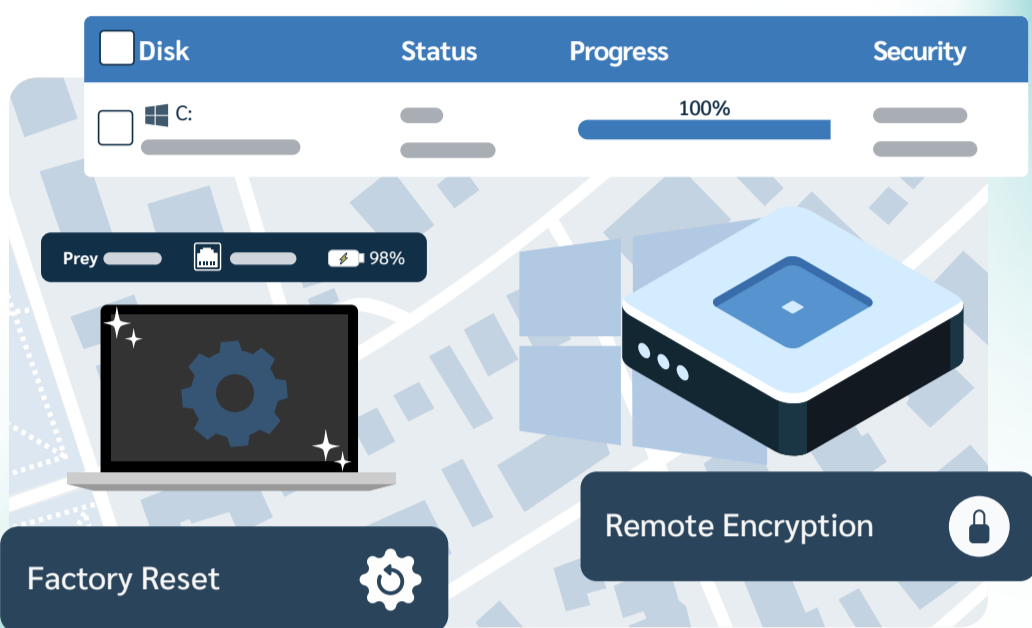 Disk Status Progress Security
C: 100%
Prey 98%
Remote Encryption
Factory Reset